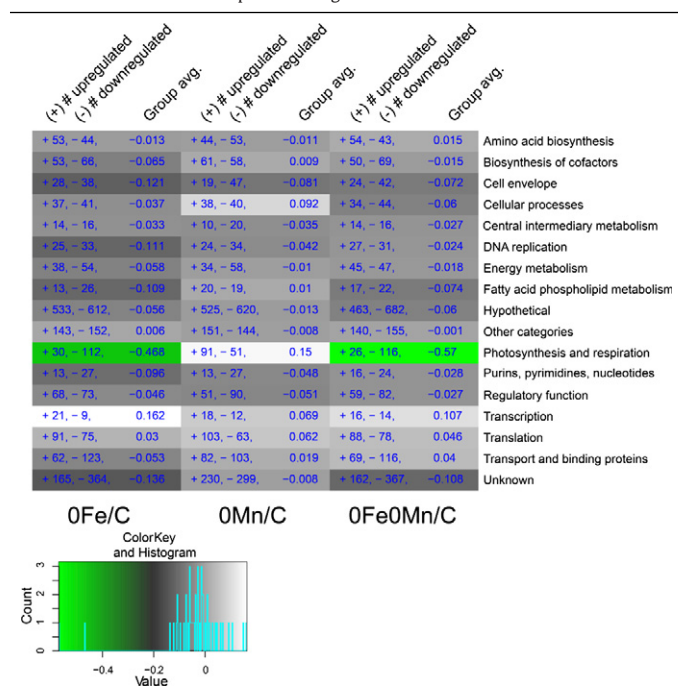 (+) # upregulated
(-) # downregulated
Group avg.
(+) # upregulated
(-) # downregulated
Group avg.
(+) # upregulated
(-) # downregulated
Group avg.
+ 53, - 44, -0.013 + 44, - 53, -0.011 + 54, - 43, 0.015 Amino acid biosynthesis
+ 53, - 66, -0.065 + 61, - 58, 0.009 + 50, - 69, -0.015 Biosynthesis of cofactors
+ 28, - 38, -0.121 + 19, - 47, -0.081 + 24, - 42, -0.072 Cell envelope
+ 37, - 41, -0.037 + 38, - 40, 0.092 + 34, - 44, -0.06 Cellular processes
+ 14, - 16, -0.033 + 10, - 20, -0.035 + 14, - 16, -0.027 Central intermediary metabolism
+ 25, - 33, -0.111 + 24, - 34, -0.042 + 27, - 31, -0.024 DNA replication
+ 38, - 54, -0.058 + 34, - 58, -0.01 + 45, - 47, -0.018 Energy metabolism
+ 13, - 26, -0.109 + 20, - 19, 0.01 + 17, - 22, -0.074 Fatty acid phospholipid metabolism
+ 533, - 612, -0.056 + 525, - 620, -0.013 + 463, - 682, -0.06 Hypothetical
+ 143, - 152, 0.006 + 151, - 144, -0.008 + 140, - 155, -0.001 Other categories
+ 30, - 112, -0.468 + 91, - 51, 0.15 + 26, - 116, -0.57 Photosynthesis and respiration
+ 13, - 27, -0.096 + 13, - 27, -0.048 + 16, - 24, -0.028 Purins, pyrimidines, nucleotides
+ 68, - 73, -0.046 + 51, - 90, -0.051 + 59, - 82, -0.027 Regulatory function
+ 21, - 9, 0.162 + 18, - 12, 0.069 + 16, - 14, 0.107 Transcription
+ 91, - 75, 0.03 + 103, - 63, 0.062 + 88, - 78, 0.046 Translation
+ 62, - 123, -0.053 + 82, - 103, 0.019 + 69, - 116, 0.04 Transport and binding proteins
+ 165, - 364, -0.136 + 230, - 299, -0.008 + 162, - 367, -0.108 Unknown
0Fe/C 0Mn/C 0Fe0Mn/C
ColorKey
and Histogram
Count
0 1 2 3
-0.4 -0.2 0
Value